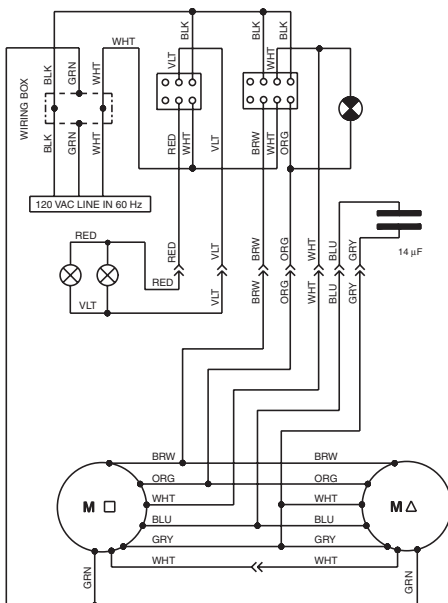 BLK
GRN
WHT
WHT
VLT
BLK
WHT
BLK
WIRING BOX
BLK
GRN
WHT
RED
WHT
VLT
BRW
WHT
ORG
120 VAC LINE IN 60 Hz
RED
RED
VLT
RED
VLT
BRW
ORG
WHT
BLU
GRY
14 µF
VLT
BRW
ORG
WHT
BLU
GRY
BRW
BRW
ORG
ORG
WHT
WHT
BLU
BLU
GRY
GRY
WHT
WHT
M
M
GRN
GRN